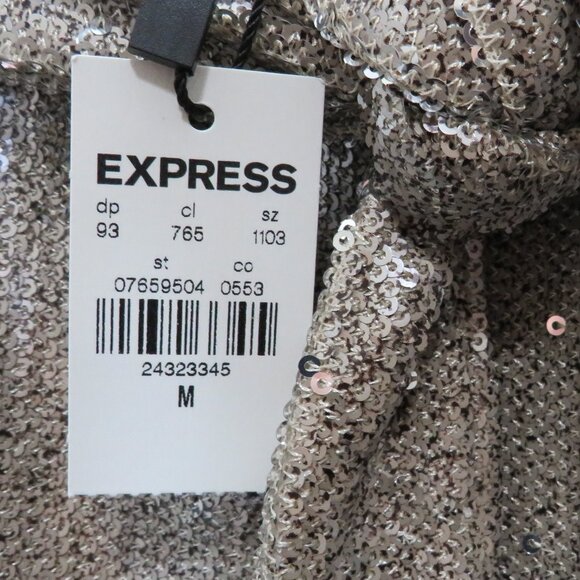 EXPRESS
dp cl sz
93 765 1103
st co
07659504 0553
24323345
M